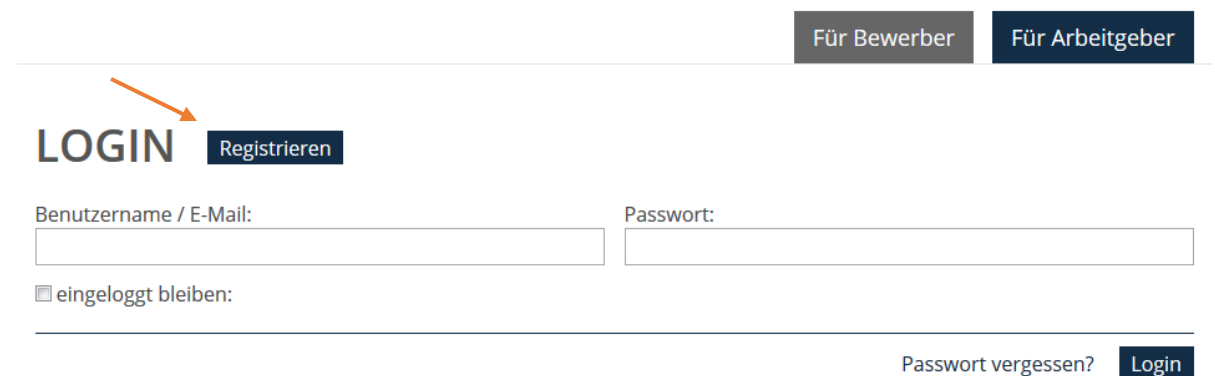 Für Bewerber Für Arbeitgeber
LOGIN Registrieren
Benutzername / E-Mail: Passwort:
eingeloggt bleiben:
Passwort vergessen? Login